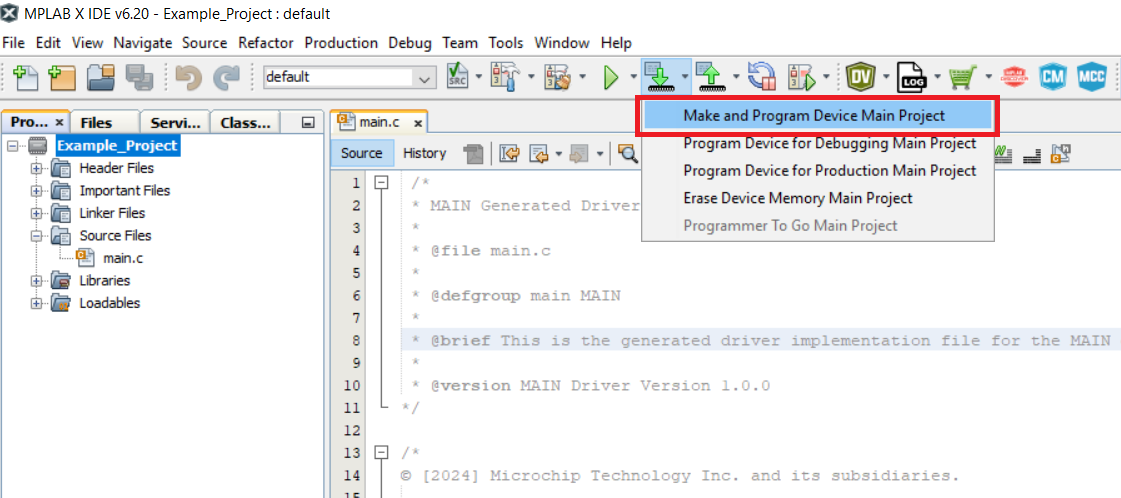 MPLAB X IDE v6.20 - Example_Project : default
File Edit View Navigate Source Refactor Production Debug Team Tools Window Help
SRC default DV LOG CM MCC
Pro... × Files Servi... Class... main.c ×
Make and Program Device Main Project
Program Device for Debugging Main Project
Program Device for Production Main Project
Erase Device Memory Main Project
Programmer To Go Main Project
Example_Project
Header Files
Important Files
Linker Files
Source Files
main.c
Libraries
Loadables
Source History
1 /*
2 * MAIN Generated Driver
3 *
4 * @file main.c
5 *
6 * @defgroup main MAIN
7 *
8 * @brief This is the generated driver implementation file for the MAIN
9 *
10 * @version MAIN Driver Version 1.0.0
11 */
12
13 /*
14 © [2024] Microchip Technology Inc. and its subsidiaries.
15